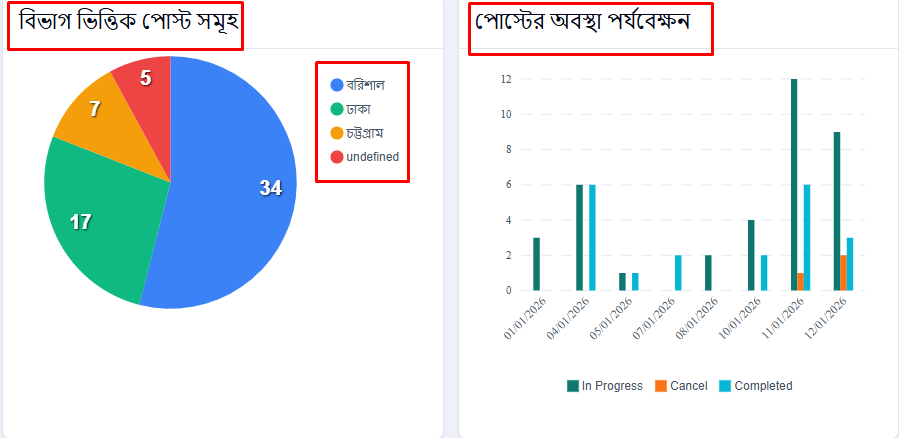 বিভাগ ভিত্তিক পোস্ট সমূহ
34
17
7
5
বরিশাল
ঢাকা
চট্টগ্রাম
undefined
পোস্টের অবস্থা পর্যবেক্ষন
12
10
8
6
4
2
0
01/01/2026
04/01/2026
05/01/2026
07/01/2026
08/01/2026
10/01/2026
11/01/2026
12/01/2026
In Progress Cancel Completed